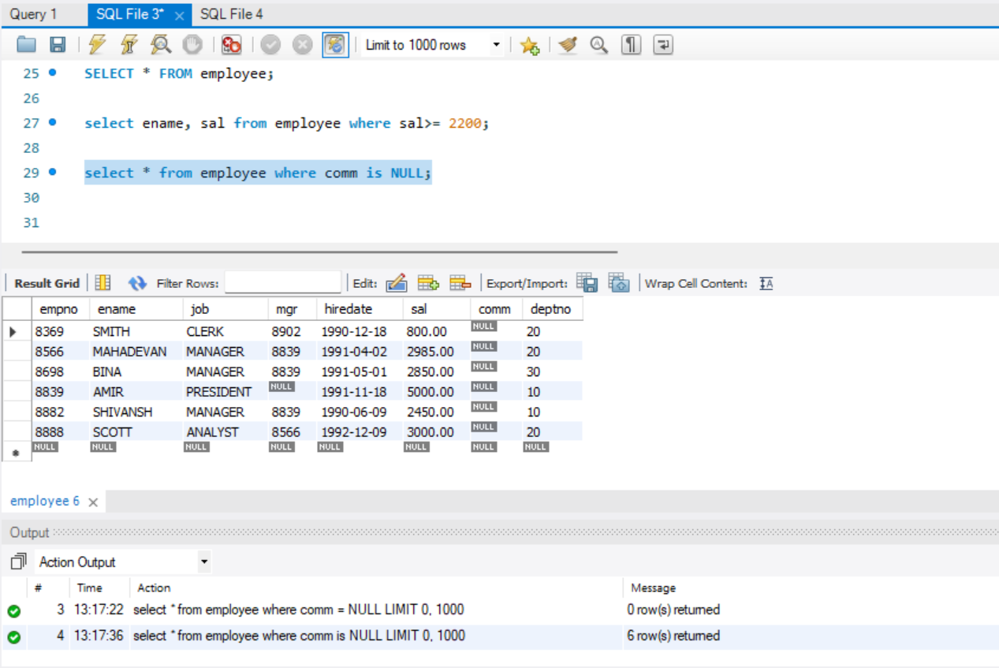 Query 1 SQL File 3* × SQL File 4
Limit to 1000 rows
25 SELECT * FROM employee;
26
27 select ename, sal from employee where sal>= 2200;
28
29 select * from employee where comm is NULL;
30
31
Result Grid Filter Rows: Edit: Export/Import: Wrap Cell Content: IA
empno ename job mgr hiredate sal comm deptno
8369 SMITH CLERK 8902 1990-12-18 800.00 NULL 20
8566 MAHADEVAN MANAGER 8839 1991-04-02 2985.00 NULL 20
8698 BINA MANAGER 8839 1991-05-01 2850.00 NULL 30
8839 AMIR PRESIDENT NULL 1991-11-18 5000.00 NULL 10
8882 SHIVANSH MANAGER 8839 1990-06-09 2450.00 NULL 10
8888 SCOTT ANALYST 8566 1992-12-09 3000.00 NULL 20
NULL NULL NULL NULL NULL NULL NULL NULL
employee 6 ×
Output
Action Output
# Time Action Message
3 13:17:22 select * from employee where comm = NULL LIMIT 0, 1000 0 row(s) returned
4 13:17:36 select * from employee where comm is NULL LIMIT 0, 1000 6 row(s) returned